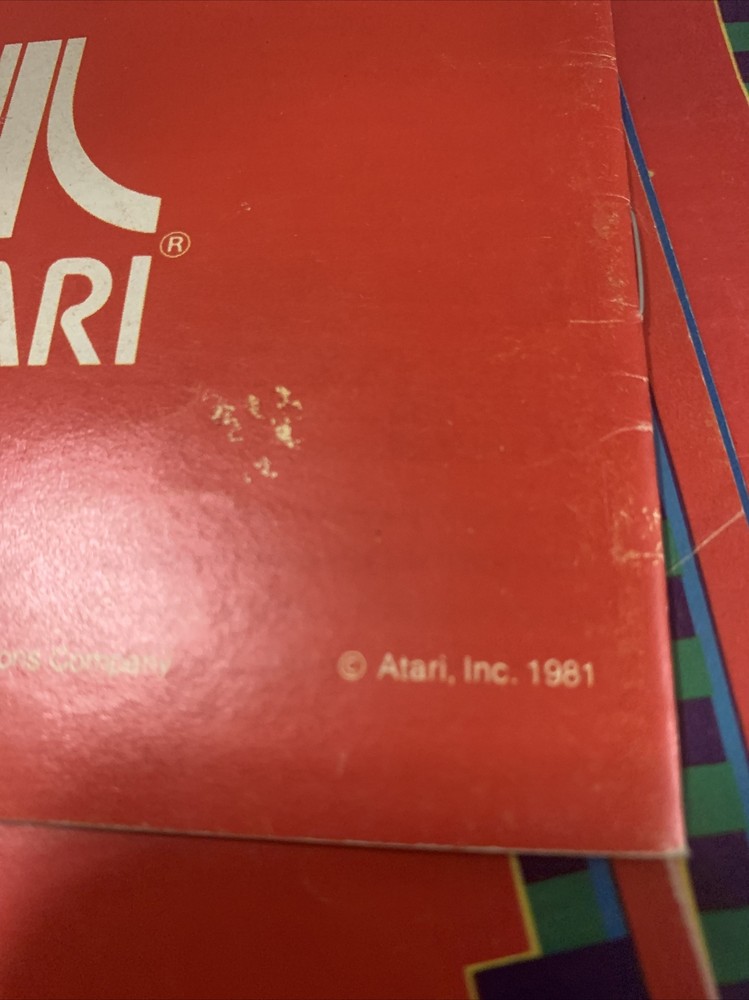 ARI®
ons Company
© Atari, Inc. 1981